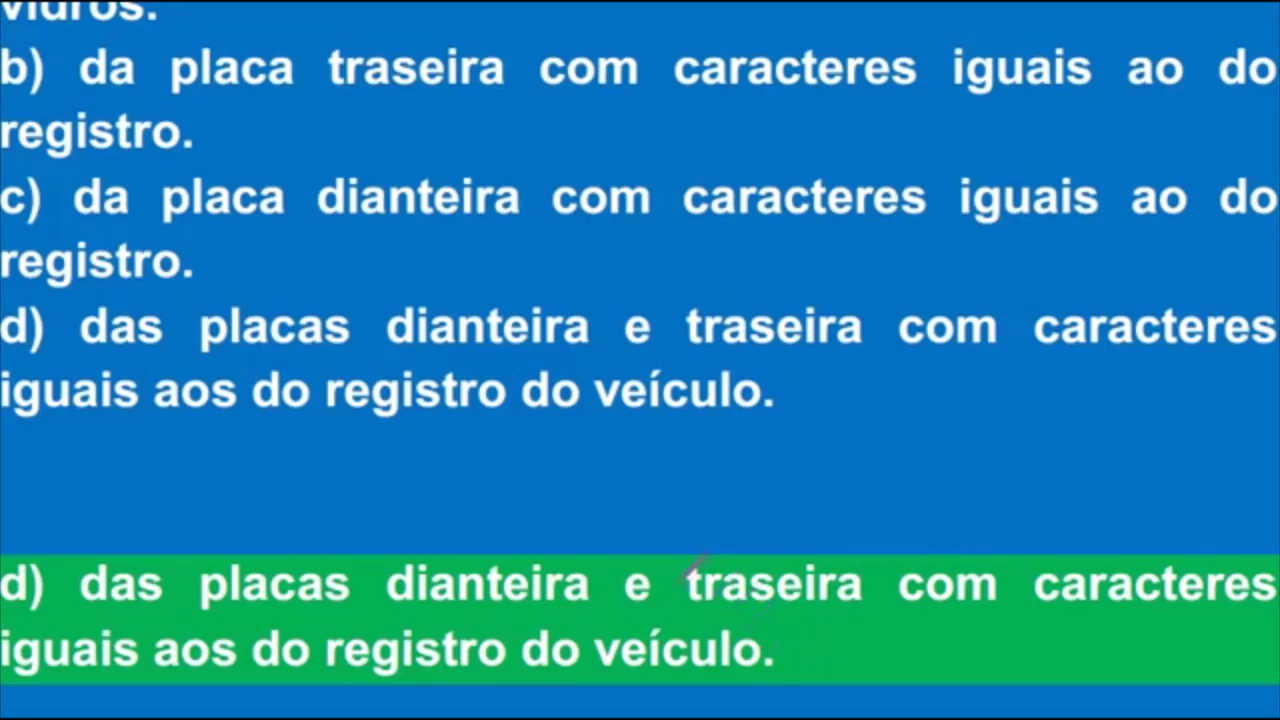 vidros.
b) da placa traseira com caracteres iguais ao do
registro.
c) da placa dianteira com caracteres iguais ao do
registro.
d) das placas dianteira e traseira com caracteres
iguais aos do registro do veículo.
d) das placas dianteira e traseira com caracteres
iguais aos do registro do veículo.